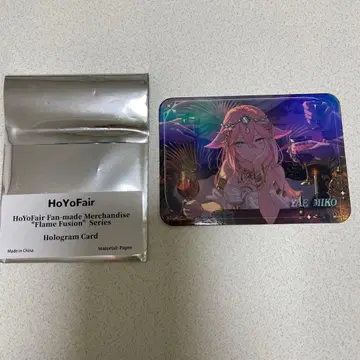 HoYoFair
HoYoFair Fan-made Merchandise
"Flame Fusion" Series
Hologram Card
Made in China
Material: Paper
YAE MIKO